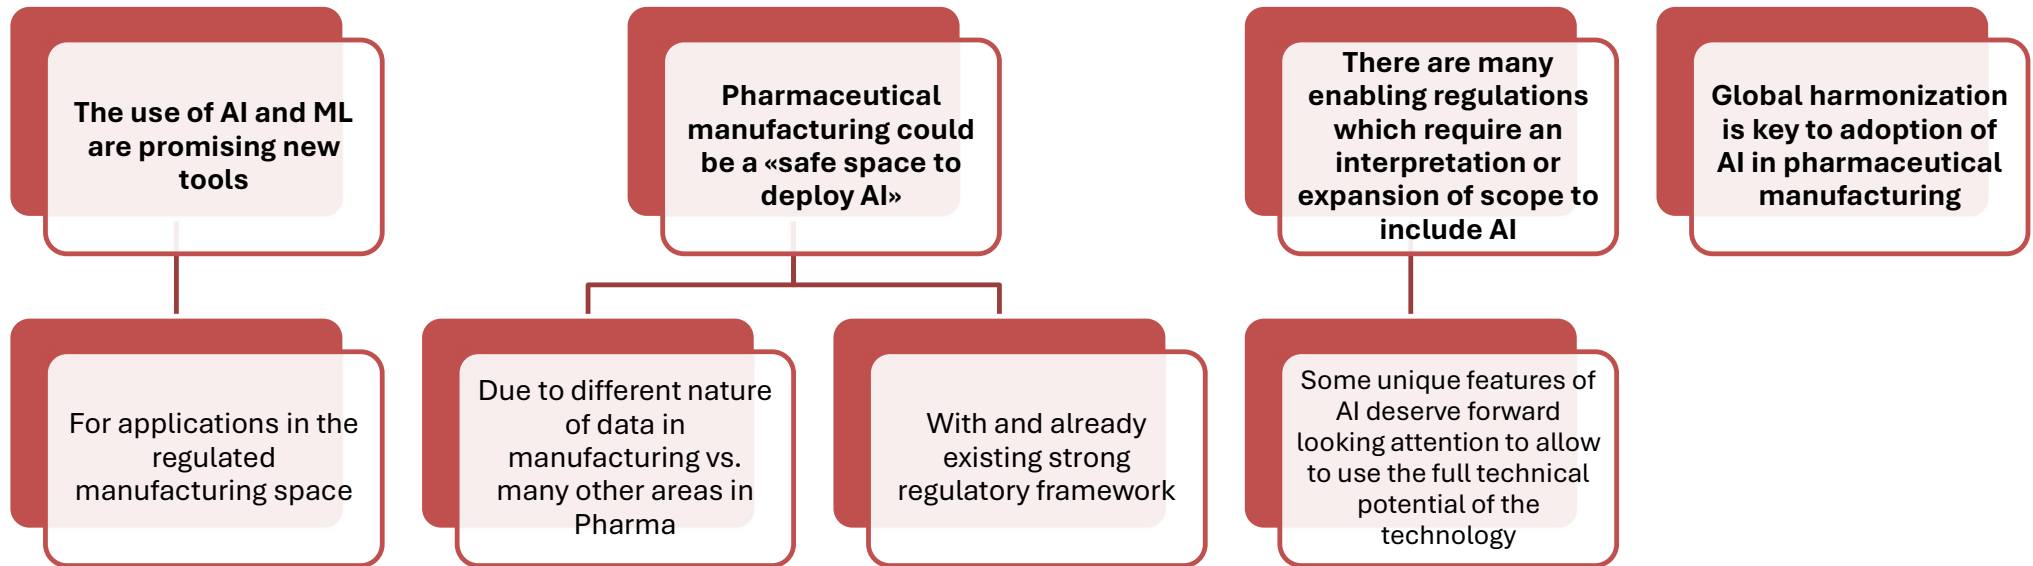 The use of AI and ML
are promising new
tools
Pharmaceutical
manufacturing could
be a «safe space to
deploy AI»
There are many
enabling regulations
which require an
interpretation or
expansion of scope to
include AI
Global harmonization
is key to adoption of
AI in pharmaceutical
manufacturing
For applications in the
regulated
manufacturing space
Due to different nature
of data in
manufacturing vs.
many other areas in
Pharma
With and already
existing strong
regulatory framework
Some unique features of
AI deserve forward
looking attention to allow
to use the full technical
potential of the
technology